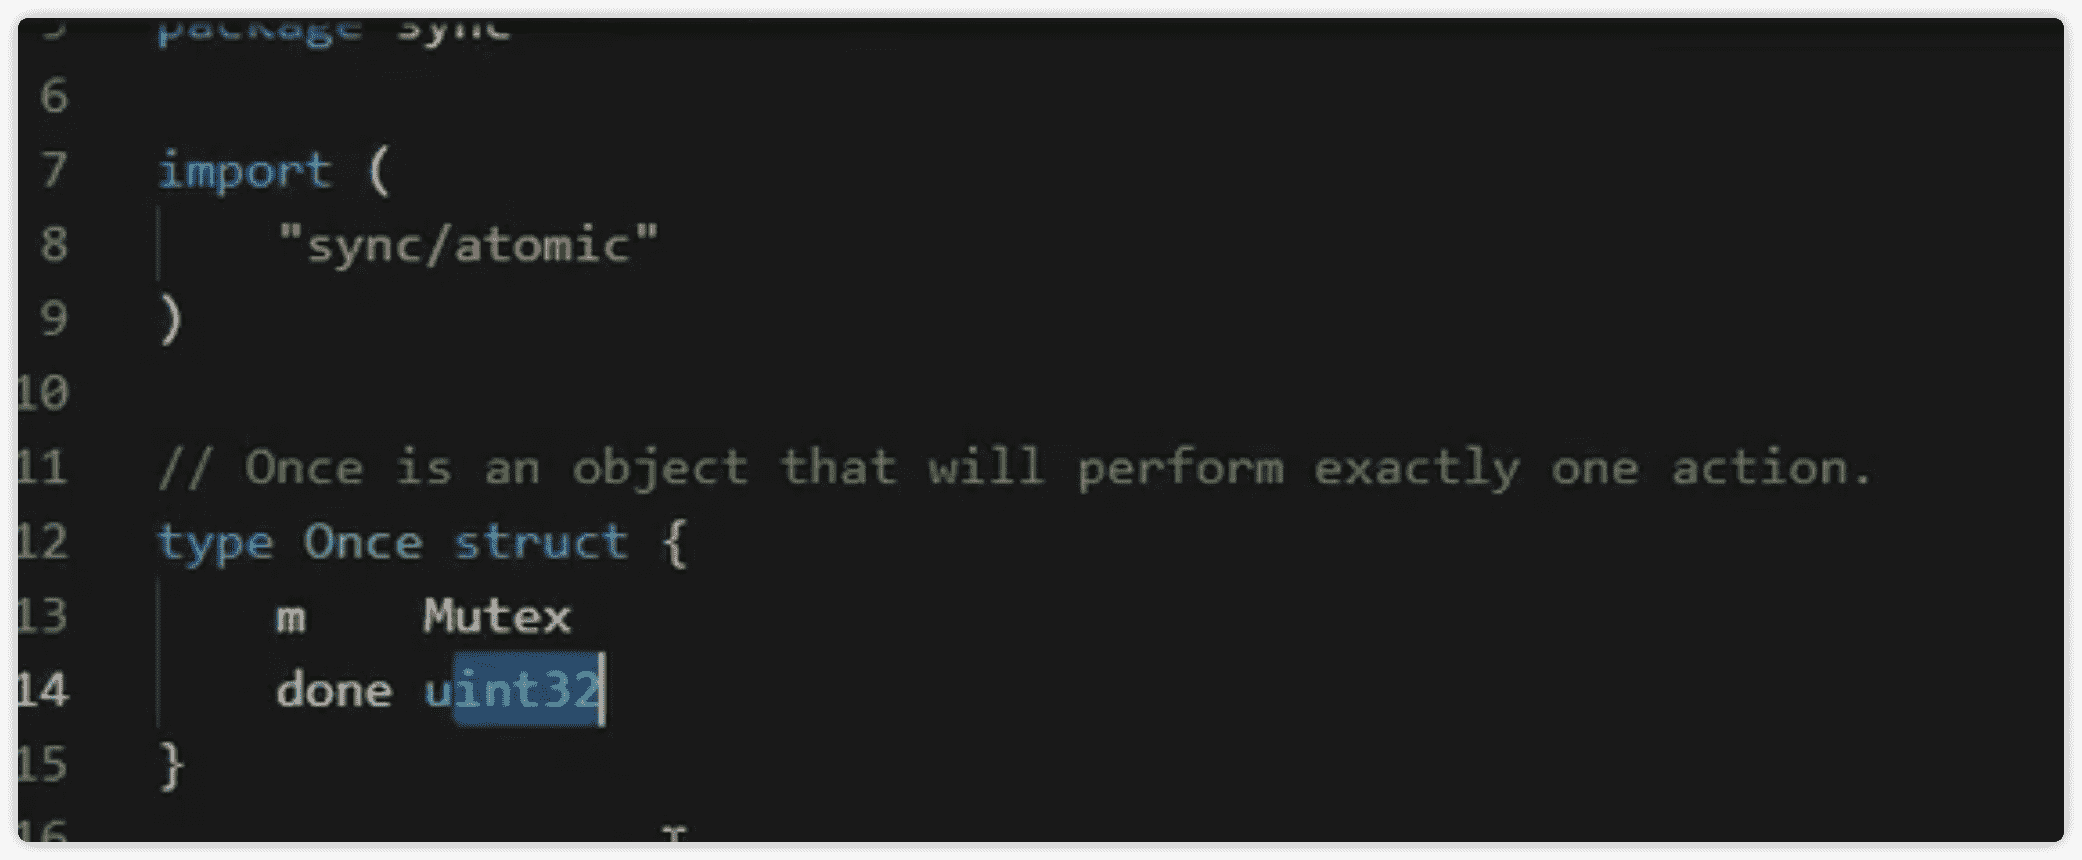 5 package sync
6
7 import (
8 "sync/atomic"
9 )
10
11 // Once is an object that will perform exactly one action.
12 type Once struct {
13 m Mutex
14 done uint32
15 }
16